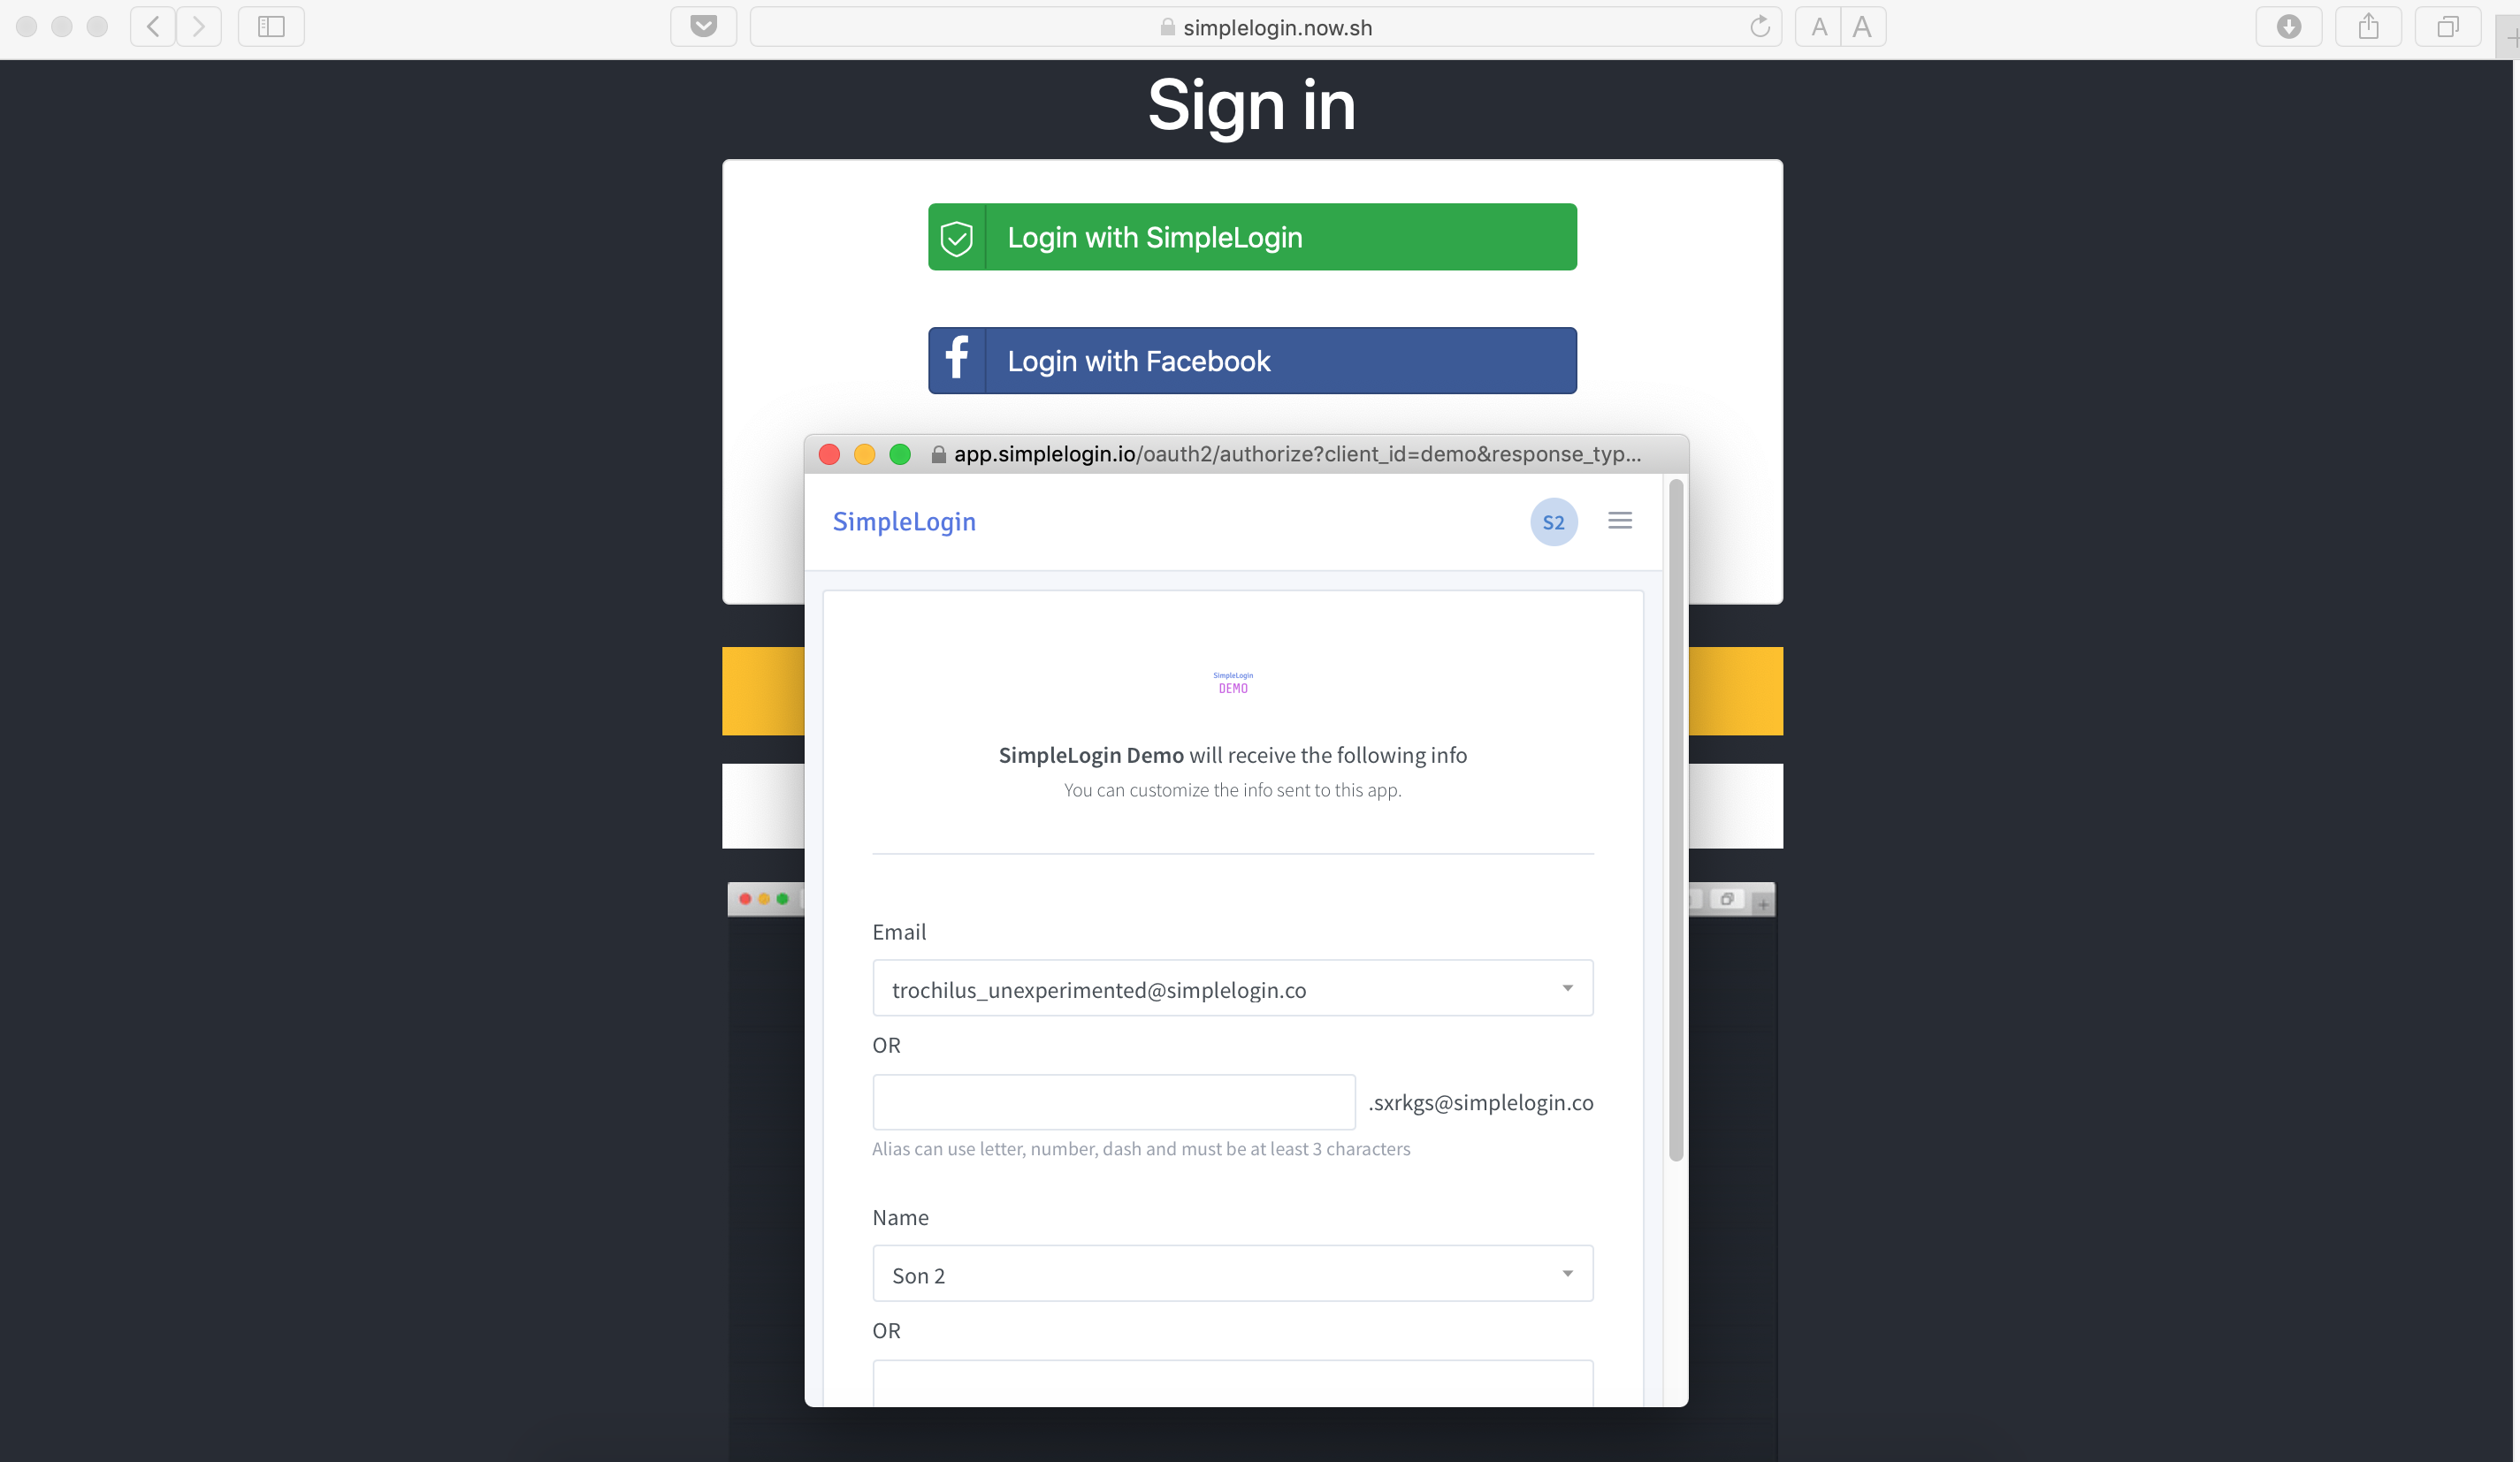 simplelogin.now.sh
A A
Sign in
Login with SimpleLogin
f Login with Facebook
app.simplelogin.io/oauth2/authorize?client_id=demo&response_typ...
SimpleLogin
S2
SimpleLogin
DEMO
SimpleLogin Demo will receive the following info
You can customize the info sent to this app.
Email
trochilus_unexperimented@simplelogin.co
OR
.sxrkgs@simplelogin.co
Alias can use letter, number, dash and must be at least 3 characters
Name
Son 2
OR